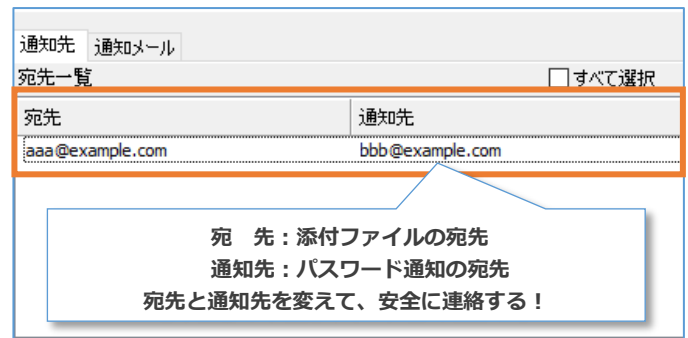 通知先 通知メール
宛先一覧 すべて選択
宛先 通知先
aaa@example.com bbb@example.com
宛　先：添付ファイルの宛先
通知先：パスワード通知の宛先
宛先と通知先を変えて、安全に連絡する！